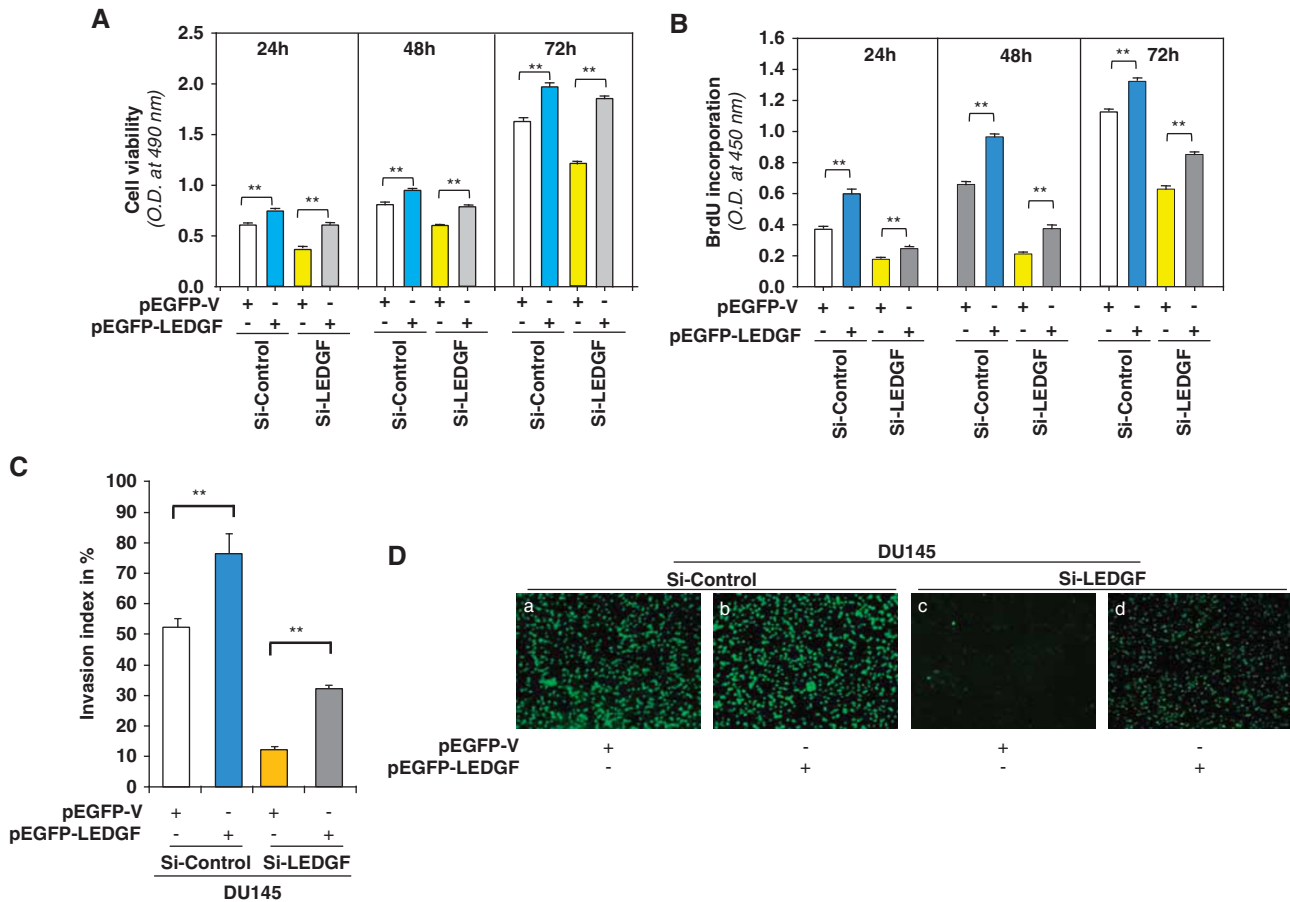 A
Cell viability
(O.D. at 490 nm)
2.5
2.0
1.5
1.0
0.5
0.0
24h
48h
72h
** ** ** ** ** **
pEGFP-V + - + - + - + - + - + -
pEGFP-LEDGF - + - + - + - + - + - +
Si-Control
Si-LEDGF
Si-Control
Si-LEDGF
Si-Control
Si-LEDGF
B
BrdU incorporation
(O.D. at 450 nm)
1.6
1.4
1.2
1.0
0.8
0.6
0.4
0.2
0.0
24h
48h
72h
** ** ** ** ** **
pEGFP-V + - + - + - + - + - + -
pEGFP-LEDGF - + - + - + - + - + - +
Si-Control
Si-LEDGF
Si-Control
Si-LEDGF
Si-Control
Si-LEDGF
C
Invasion index in %
100
90
80
70
60
50
40
30
20
10
0
** **
pEGFP-V + - + -
pEGFP-LEDGF - + - +
Si-Control Si-LEDGF
DU145
D
DU145
Si-Control Si-LEDGF
a b c d
pEGFP-V + - + -
pEGFP-LEDGF - + - +